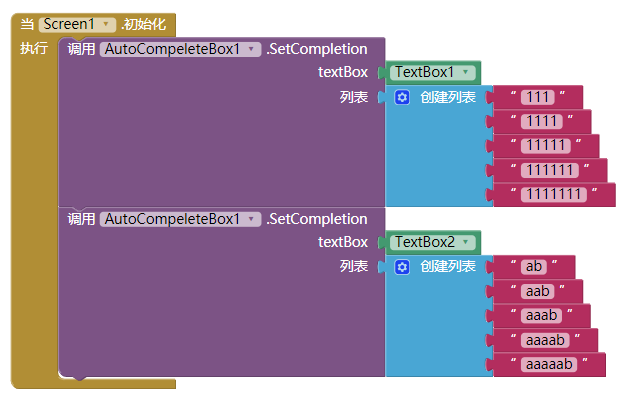 当 Screen1 .初始化
执行 调用 AutoCompeleteBox1 .SetCompletion
textBox TextBox1
列表 创建列表 " 111 "
" 1111 "
" 11111 "
" 111111 "
" 1111111 "
调用 AutoCompeleteBox1 .SetCompletion
textBox TextBox2
列表 创建列表 " ab "
" aab "
" aaab "
" aaaab "
" aaaaab "